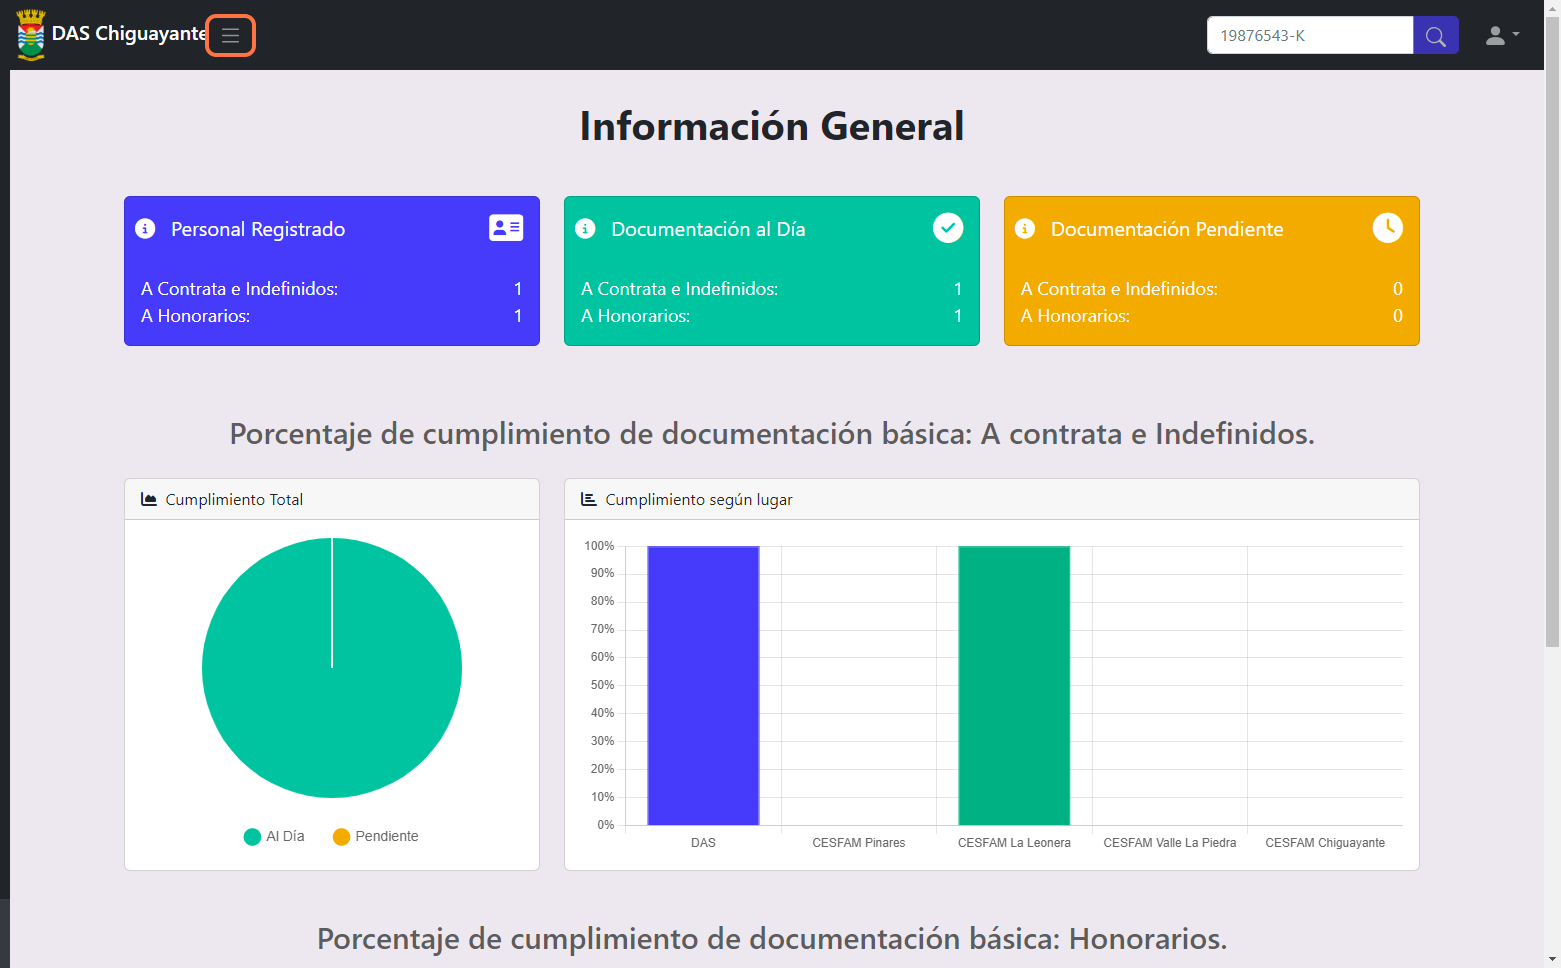 DAS Chiguayante
19876543-K
Información General
Personal Registrado
A Contrata e Indefinidos: 1
A Honorarios: 1
Documentación al Día
A Contrata e Indefinidos: 1
A Honorarios: 1
Documentación Pendiente
A Contrata e Indefinidos: 0
A Honorarios: 0
Porcentaje de cumplimiento de documentación básica: A contrata e Indefinidos.
Cumplimiento Total
Al Día Pendiente
Cumplimiento según lugar
100%
90%
80%
70%
60%
50%
40%
30%
20%
10%
0%
DAS CESFAM Pinares CESFAM La Leonera CESFAM Valle La Piedra CESFAM Chiguayante
Porcentaje de cumplimiento de documentación básica: Honorarios.